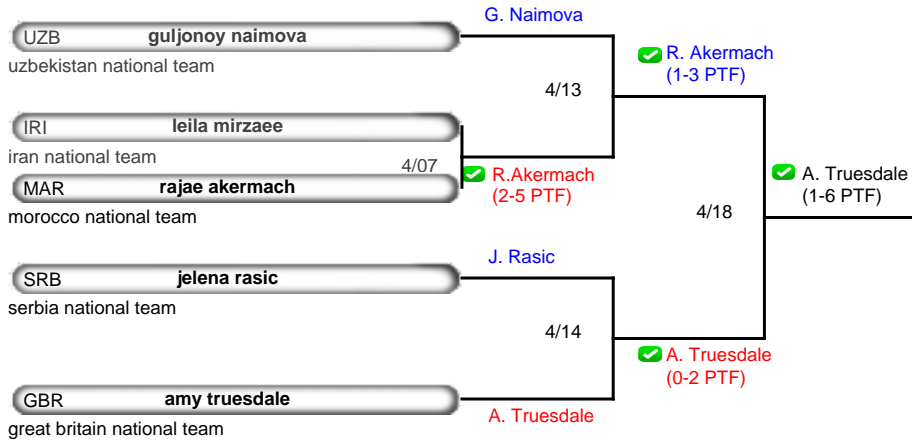 G. Naimova
UZB guljonoy naimova
uzbekistan national team
4/13
R. Akermach
(1-3 PTF)
IRI leila mirzaee
iran national team
4/07
R.Akermach
(2-5 PTF)
MAR rajae akermach
morocco national team
4/18
A. Truesdale
(1-6 PTF)
J. Rasic
SRB jelena rasic
serbia national team
4/14
A. Truesdale
(0-2 PTF)
GBR amy truesdale
A. Truesdale
great britain national team